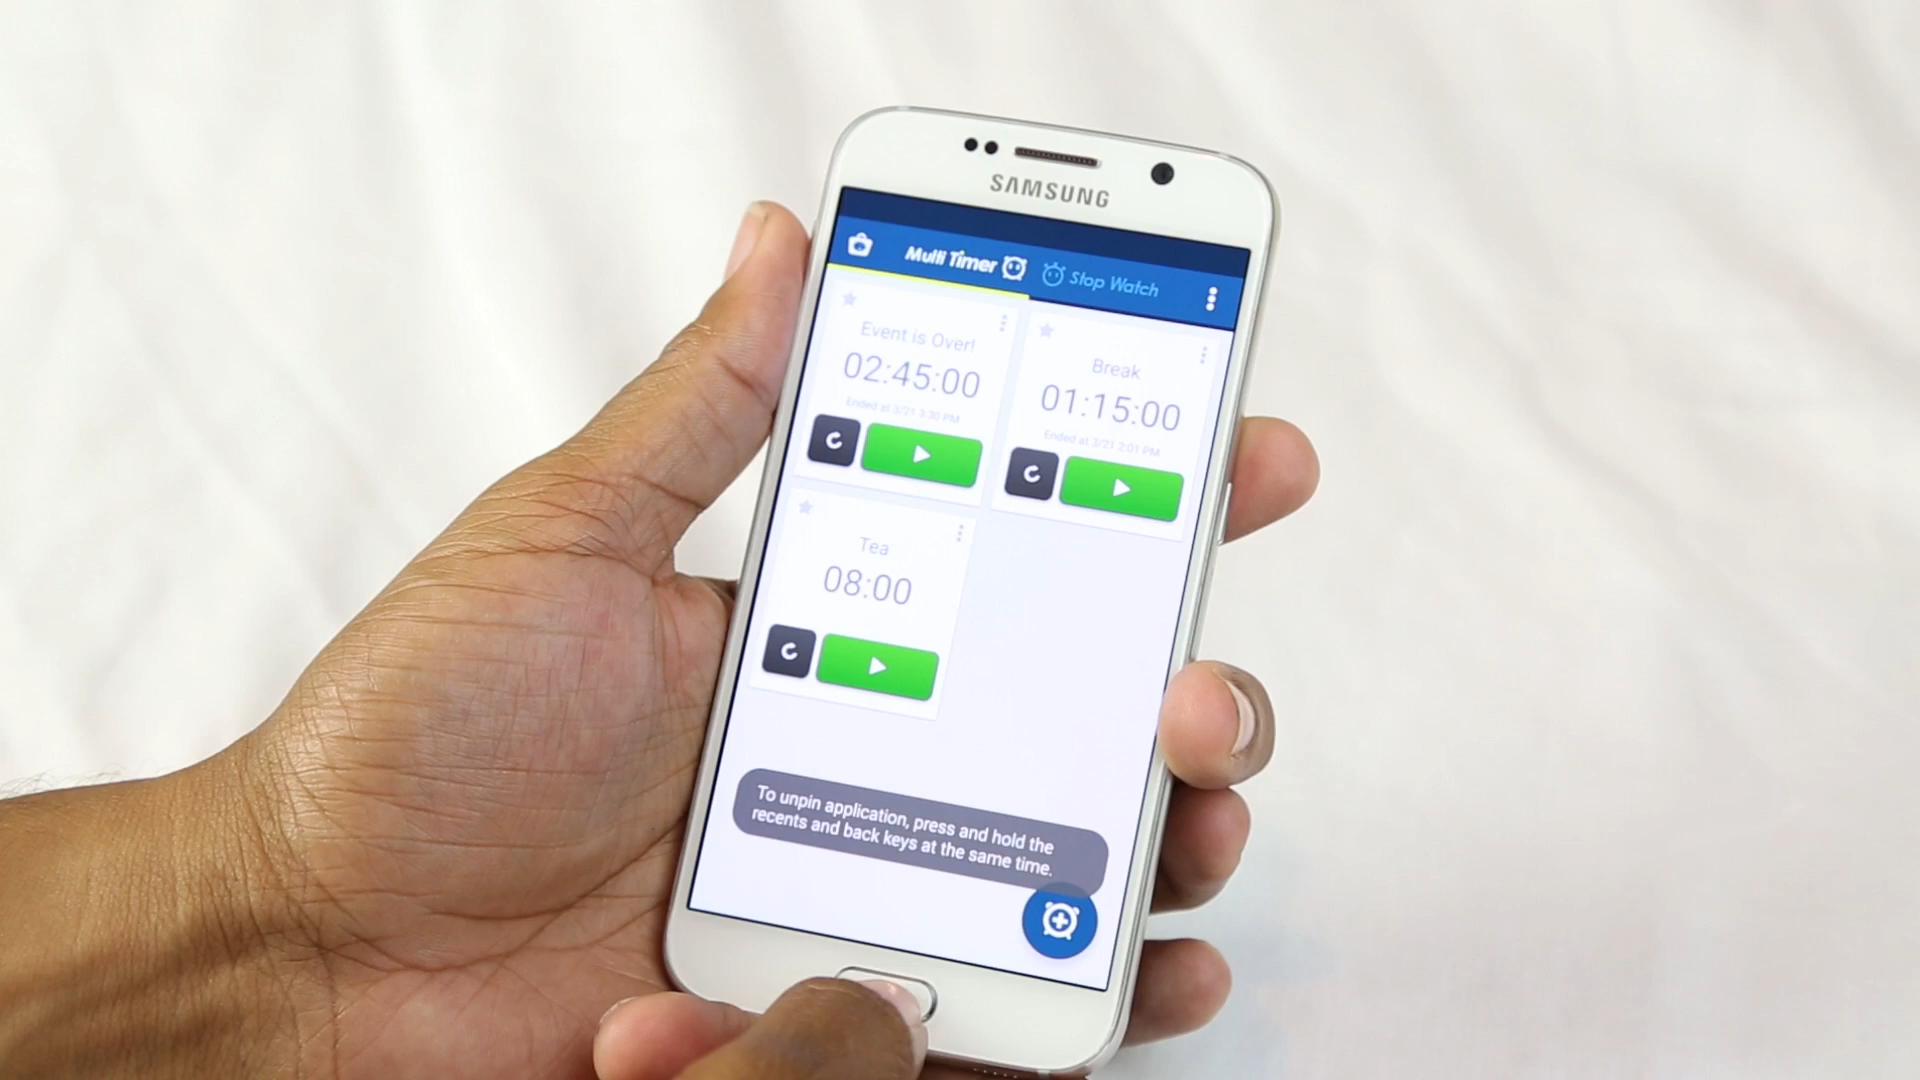 SAMSUNG
Multi Timer
Stop Watch
Event is Over!
02:45:00
Ended at 3/21 3:30 PM
Break
01:15:00
Ended at 3/21 2:01 PM
Tea
08:00
To unpin application, press and hold the
recents and back keys at the same time.